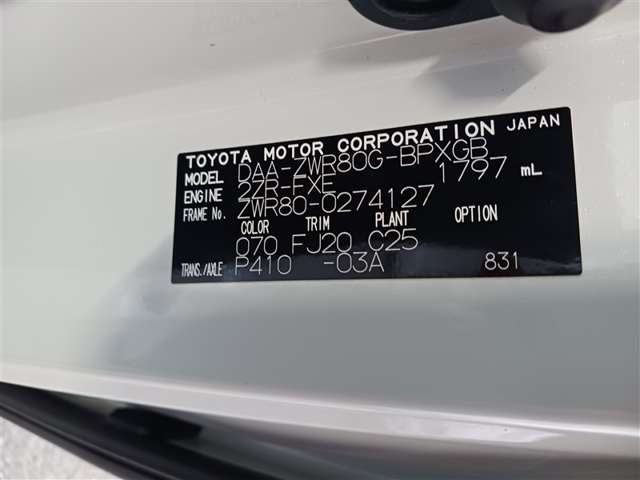 TOYOTA MOTOR CORPORATION JAPAN
MODEL DAA-ZWR80G-BPXGB
ENGINE 2ZR-FXE 1797 mL
FRAME No. ZWR80-0274127
COLOR TRIM PLANT OPTION
070 FJ20 C25
TRANS./AXLE P410 -03A 831